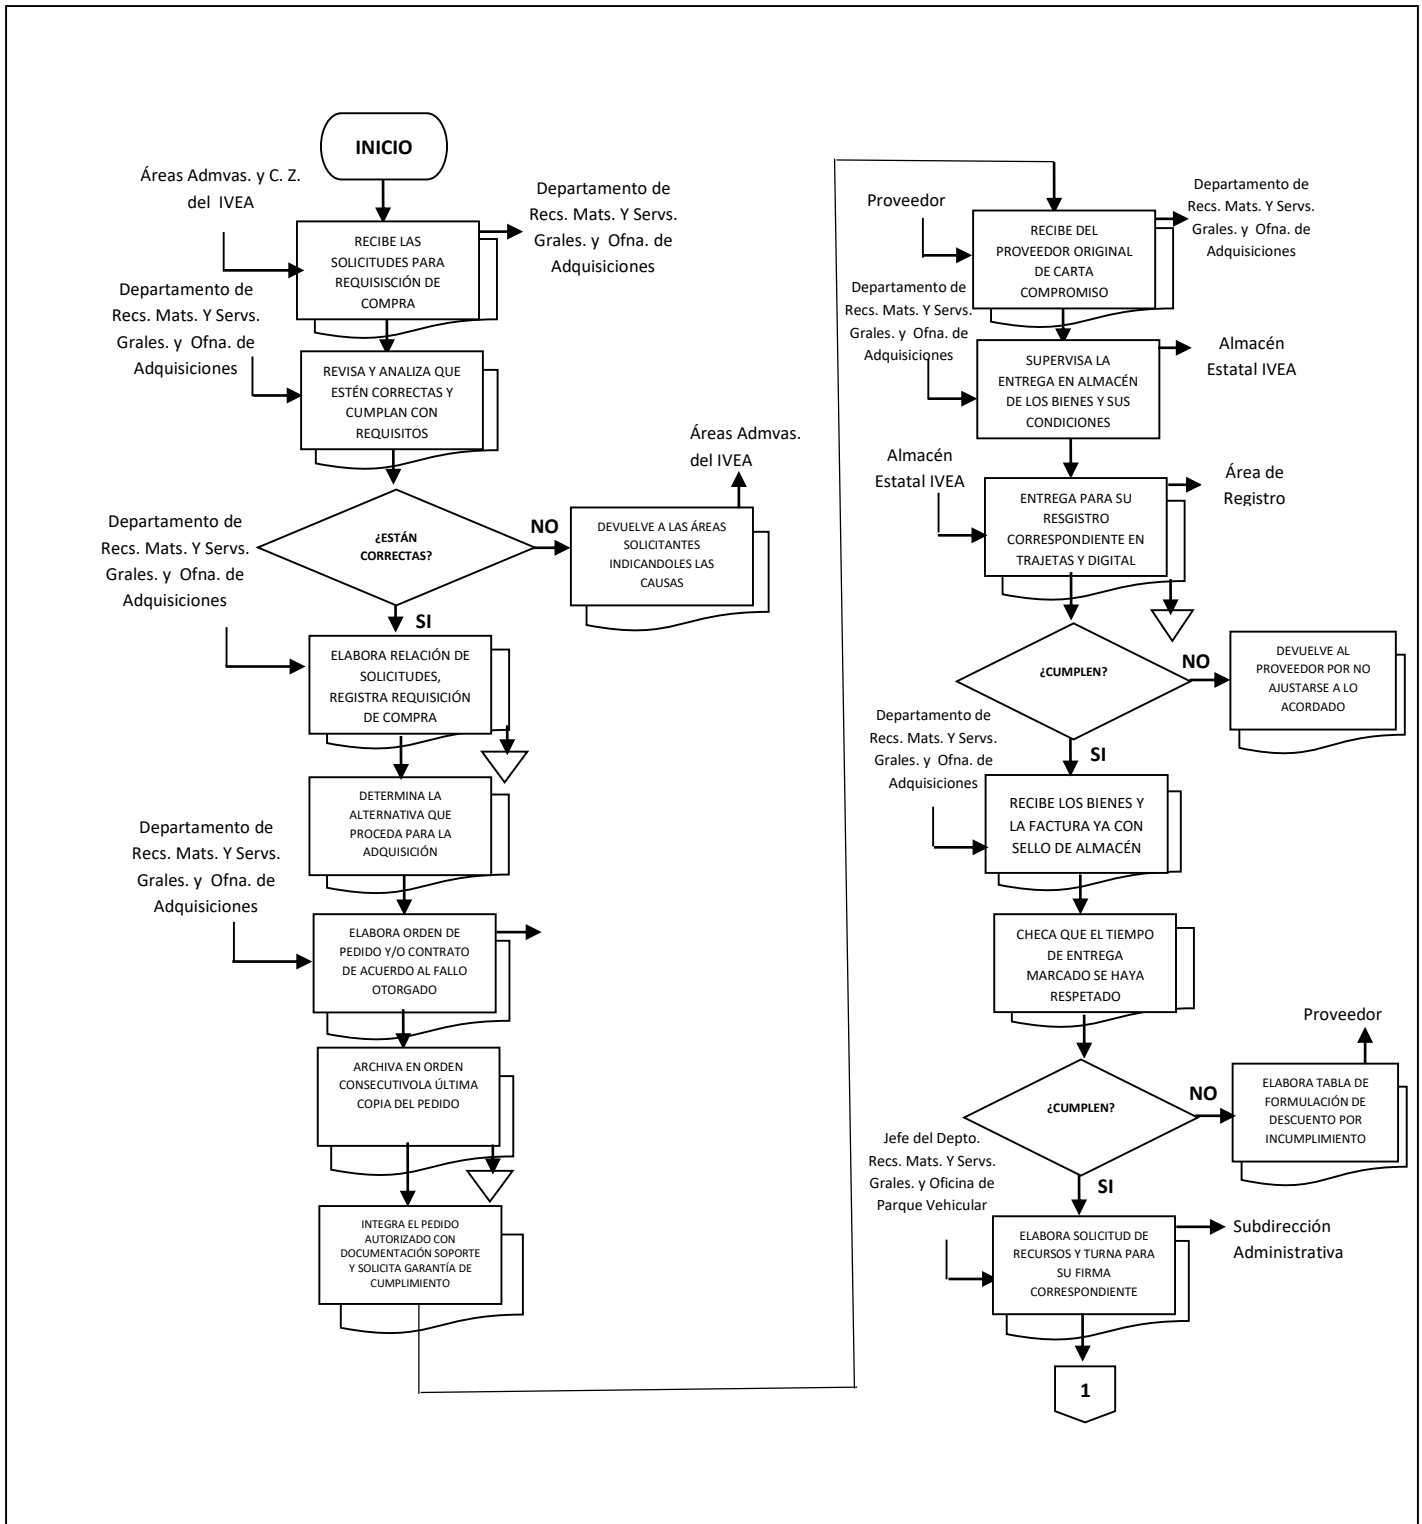 INICIO
Áreas Admvas. y C. Z.
del IVEA
Departamento de
Recs. Mats. Y Servs.
Grales. y Ofna. de
Adquisiciones
RECIBE LAS
SOLICITUDES PARA
REQUISISCIÓN DE
COMPRA
Departamento de
Recs. Mats. Y Servs.
Grales. y Ofna. de
Adquisiciones
REVISA Y ANALIZA QUE
ESTÉN CORRECTAS Y
CUMPLAN CON
REQUISITOS
Áreas Admvas.
del IVEA
¿ESTÁN
CORRECTAS?
NO
DEVUELVE A LAS ÁREAS
SOLICITANTES
INDICANDOLES LAS
CAUSAS
Departamento de
Recs. Mats. Y Servs.
Grales. y Ofna. de
Adquisiciones
SI
ELABORA RELACIÓN DE
SOLICITUDES,
REGISTRA REQUISICIÓN
DE COMPRA
DETERMINA LA
ALTERNATIVA QUE
PROCEDA PARA LA
ADQUISICIÓN
Departamento de
Recs. Mats. Y Servs.
Grales. y Ofna. de
Adquisiciones
ELABORA ORDEN DE
PEDIDO Y/O CONTRATO
DE ACUERDO AL FALLO
OTORGADO
ARCHIVA EN ORDEN
CONSECUTIVOLA ÚLTIMA
COPIA DEL PEDIDO
INTEGRA EL PEDIDO
AUTORIZADO CON
DOCUMENTACIÓN SOPORTE
Y SOLICITA GARANTÍA DE
CUMPLIMIENTO
Proveedor
Departamento de
Recs. Mats. Y Servs.
Grales. y Ofna. de
Adquisiciones
RECIBE DEL
PROVEEDOR ORIGINAL
DE CARTA
COMPROMISO
Departamento de
Recs. Mats. Y Servs.
Grales. y Ofna. de
Adquisiciones
SUPERVISA LA
ENTREGA EN ALMACÉN
DE LOS BIENES Y SUS
CONDICIONES
Almacén
Estatal IVEA
Almacén
Estatal IVEA
ENTREGA PARA SU
RESGISTRO
CORRESPONDIENTE EN
TRAJETAS Y DIGITAL
Área de
Registro
¿CUMPLEN?
NO
DEVUELVE AL
PROVEEDOR POR NO
AJUSTARSE A LO
ACORDADO
Departamento de
Recs. Mats. Y Servs.
Grales. y Ofna. de
Adquisiciones
SI
RECIBE LOS BIENES Y
LA FACTURA YA CON
SELLO DE ALMACÉN
CHECA QUE EL TIEMPO
DE ENTREGA
MARCADO SE HAYA
RESPETADO
Proveedor
¿CUMPLEN?
NO
ELABORA TABLA DE
FORMULACIÓN DE
DESCUENTO POR
INCUMPLIMIENTO
Jefe del Depto.
Recs. Mats. Y Servs.
Grales. y Oficina de
Parque Vehicular
SI
ELABORA SOLICITUD DE
RECURSOS Y TURNA PARA
SU FIRMA
CORRESPONDIENTE
Subdirección
Administrativa
1